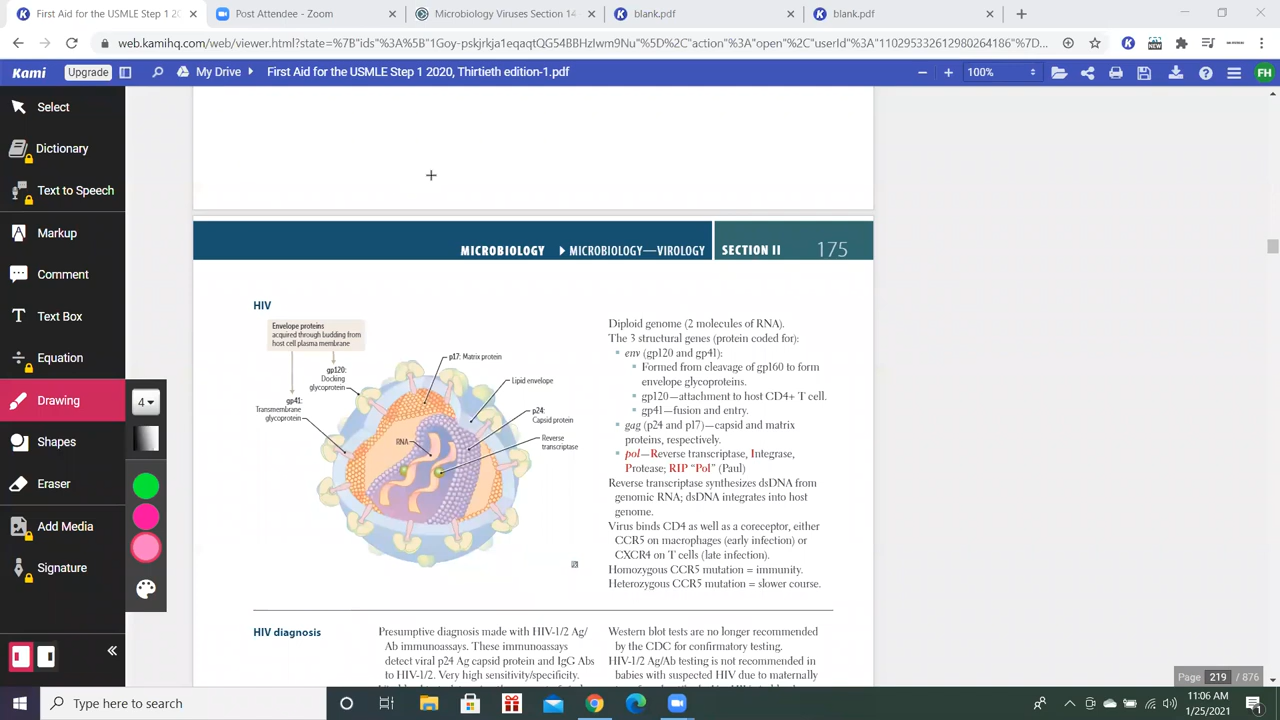 First Aid for the USMLE Step 1 20
Post Attendee - Zoom
Microbiology Viruses Section 14
blank.pdf
blank.pdf
web.kamihq.com/web/viewer.html?state=%7B"ids"%3A%5B"1Goy-pskjrkja1eqaqtQG54BBHzIwm9Nu"%5D%2C"action"%3A"open"%2C"userId"%3A"110295332612980264186"%7D...
NEW
Kami
Upgrade
My Drive
First Aid for the USMLE Step 1 2020, Thirtieth edition-1.pdf
100%
FH
Select
Dictionary
Text to Speech
Markup
Comment
Text Box
Equation
Drawing
Shapes
Eraser
Add Media
Signature
4
MICROBIOLOGY
MICROBIOLOGY—VIROLOGY
SECTION II
175
HIV
Envelope proteins
acquired through budding from
host cell plasma membrane
gp120:
Docking
glycoprotein
gp41:
Transmembrane
glycoprotein
p17: Matrix protein
Lipid envelope
p24:
Capsid protein
Reverse
transcriptase
RNA
Diploid genome (2 molecules of RNA).
The 3 structural genes (protein coded for):
env (gp120 and gp41):
Formed from cleavage of gp160 to form
envelope glycoproteins.
gp120—attachment to host CD4+ T cell.
gp41—fusion and entry.
gag (p24 and p17)—capsid and matrix
proteins, respectively.
pol—Reverse transcriptase, Integrase,
Protease; RIP "Pol" (Paul)
Reverse transcriptase synthesizes dsDNA from
genomic RNA; dsDNA integrates into host
genome.
Virus binds CD4 as well as a coreceptor, either
CCR5 on macrophages (early infection) or
CXCR4 on T cells (late infection).
Homozygous CCR5 mutation = immunity.
Heterozygous CCR5 mutation = slower course.
HIV diagnosis
Presumptive diagnosis made with HIV-1/2 Ag/
Ab immunoassays. These immunoassays
detect viral p24 Ag capsid protein and IgG Abs
to HIV-1/2. Very high sensitivity/specificity.
Western blot tests are no longer recommended
by the CDC for confirmatory testing.
HIV-1/2 Ag/Ab testing is not recommended in
babies with suspected HIV due to maternally
Page 219 / 876
Type here to search
11:06 AM
1/25/2021